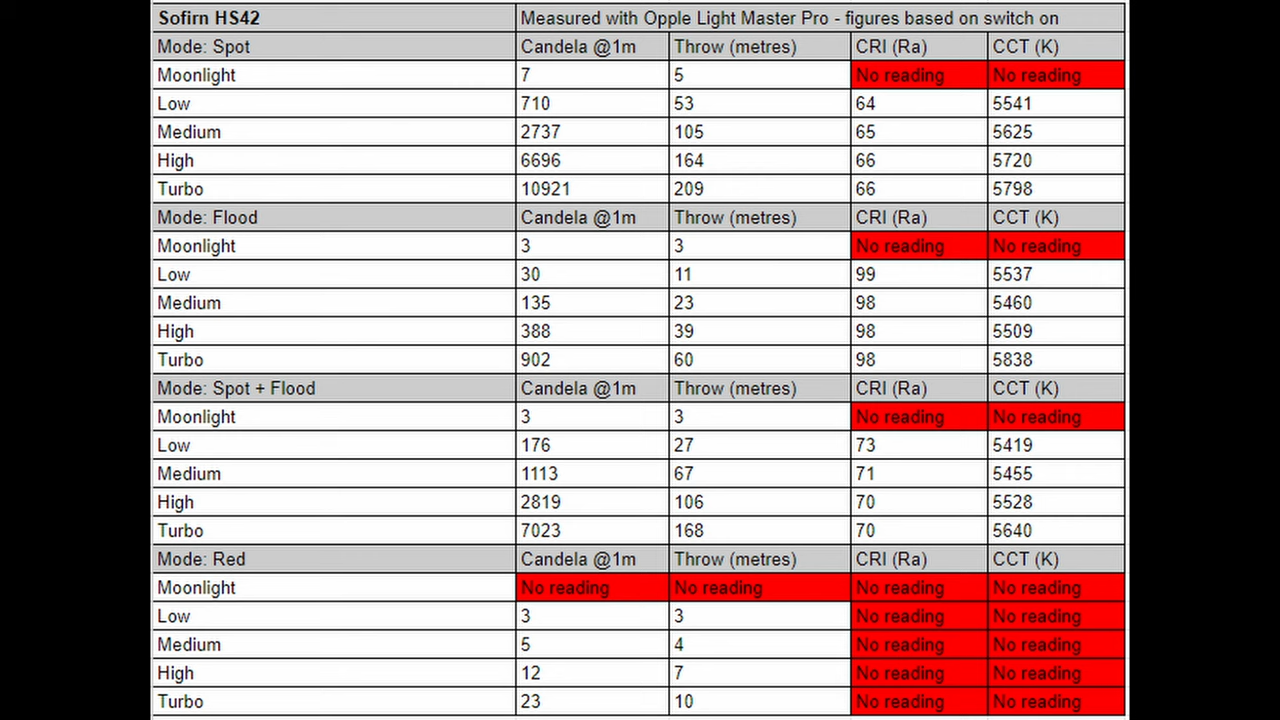 Sofirn HS42 Measured with Opple Light Master Pro - figures based on switch on
Mode: Spot Candela @1m Throw (metres) CRI (Ra) CCT (K)
Moonlight 7 5 No reading No reading
Low 710 53 64 5541
Medium 2737 105 65 5625
High 6696 164 66 5720
Turbo 10921 209 66 5798
Mode: Flood Candela @1m Throw (metres) CRI (Ra) CCT (K)
Moonlight 3 3 No reading No reading
Low 30 11 99 5537
Medium 135 23 98 5460
High 388 39 98 5509
Turbo 902 60 98 5838
Mode: Spot + Flood Candela @1m Throw (metres) CRI (Ra) CCT (K)
Moonlight 3 3 No reading No reading
Low 176 27 73 5419
Medium 1113 67 71 5455
High 2819 106 70 5528
Turbo 7023 168 70 5640
Mode: Red Candela @1m Throw (metres) CRI (Ra) CCT (K)
Moonlight No reading No reading No reading No reading
Low 3 3 No reading No reading
Medium 5 4 No reading No reading
High 12 7 No reading No reading
Turbo 23 10 No reading No reading